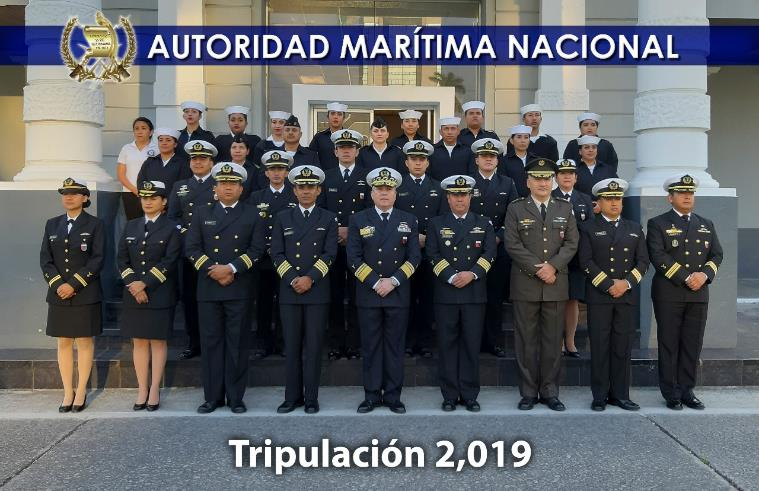 AUTORIDAD MARÍTIMA NACIONAL
Tripulación 2,019